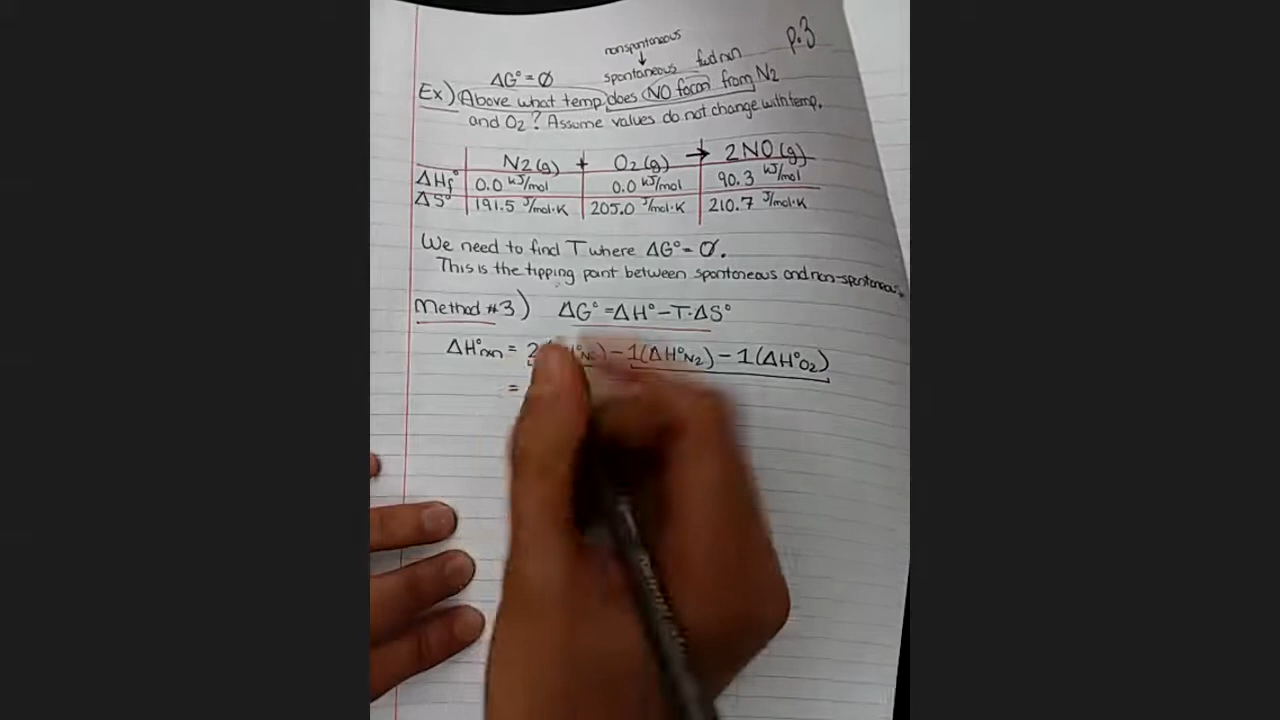 p.3
nonspontaneous
↓
ΔG°=Ø spontaneous fwd rxn
Ex) Above what temp does NO form from N2
and O2? Assume values do not change with temp.
N2(g) + O2(g) → 2NO(g)
ΔHf° 0.0 kJ/mol 0.0 kJ/mol 90.3 kJ/mol
ΔS° 191.5 J/mol·K 205.0 J/mol·K 210.7 J/mol·K
We need to find T where ΔG°=Ø.
This is the tipping point between spontaneous and non-spontaneous.
Method #3) ΔG°=ΔH°-T·ΔS°
ΔH°rxn = 2( ) - 1(ΔH°N2) - 1(ΔH°O2)
=